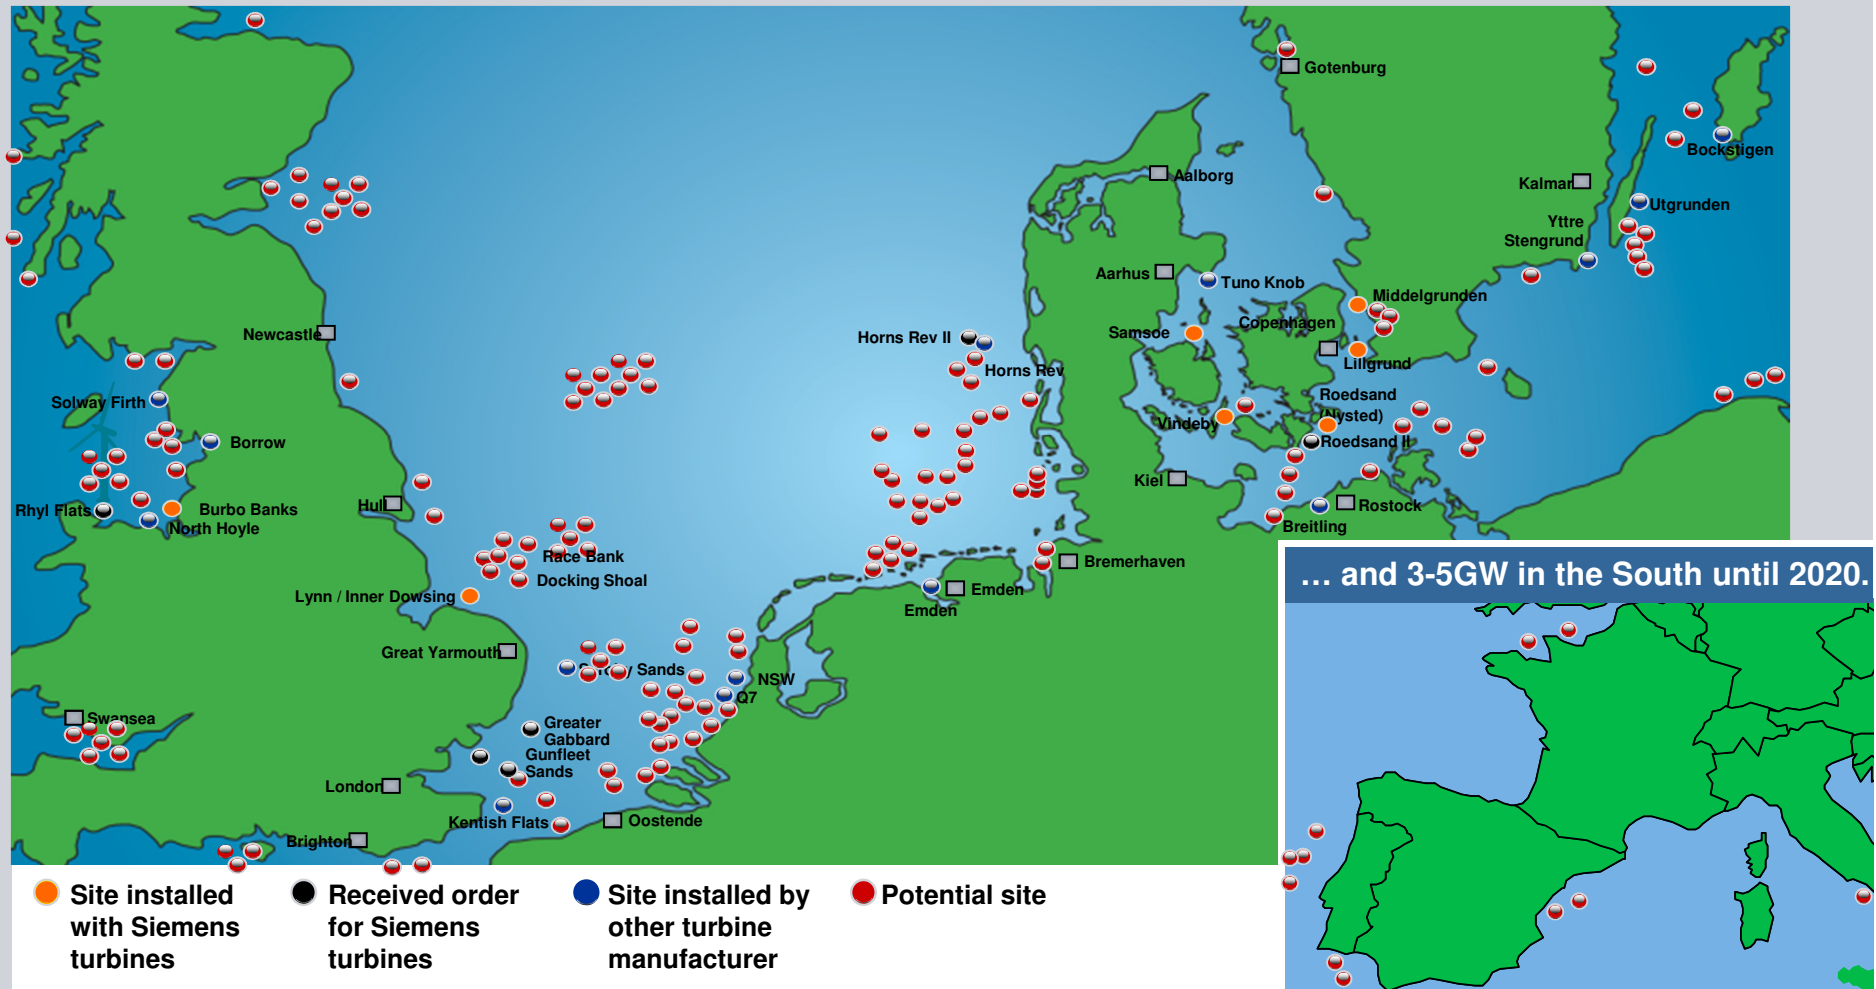 Gotenburg
Bockstigen
Aalborg
Kalmar
Utgrunden
Yttre
Stengrund
Aarhus
Tuno Knob
Middelgrunden
Newcastle
Horns Rev II
Samsoe
Copenhagen
Horns Rev
Lillgrund
Solway Firth
Roedsand
(Nysted)
Vindeby
Borrow
Roedsand II
Kiel
Rhyl Flats
Burbo Banks
Hull
Rostock
North Hoyle
Breitling
Race Bank
Docking Shoal
Bremerhaven
Lynn / Inner Dowsing
Emden
Emden
Great Yarmouth
Sands
NSW
Q7
Swansea
Greater
Gabbard
Gunfleet
Sands
London
Kentish Flats
Oostende
Brighton
… and 3-5GW in the South until 2020.
Site installed
with Siemens
turbines
Received order
for Siemens
turbines
Site installed by
other turbine
manufacturer
Potential site